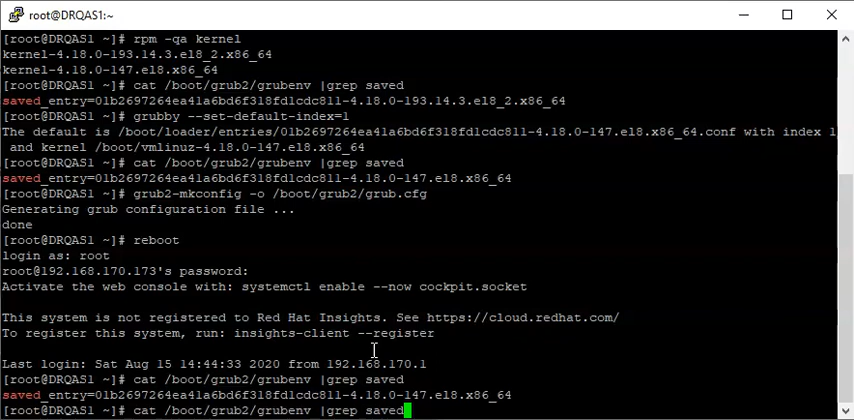 root@DRQAS1:~
[root@DRQAS1 ~]# rpm -qa kernel
kernel-4.18.0-193.14.3.el8_2.x86_64
kernel-4.18.0-147.el8.x86_64
[root@DRQAS1 ~]# cat /boot/grub2/grubenv |grep saved
saved_entry=01b2697264ea41a6bd6f318fd1cdc811-4.18.0-193.14.3.el8_2.x86_64
[root@DRQAS1 ~]# grubby --set-default-index=1
The default is /boot/loader/entries/01b2697264ea41a6bd6f318fd1cdc811-4.18.0-147.el8.x86_64.conf with index 1
 and kernel /boot/vmlinuz-4.18.0-147.el8.x86_64
[root@DRQAS1 ~]# cat /boot/grub2/grubenv |grep saved
saved_entry=01b2697264ea41a6bd6f318fd1cdc811-4.18.0-147.el8.x86_64
[root@DRQAS1 ~]# grub2-mkconfig -o /boot/grub2/grub.cfg
Generating grub configuration file ...
done
[root@DRQAS1 ~]# reboot
login as: root
root@192.168.170.173's password:
Activate the web console with: systemctl enable --now cockpit.socket
This system is not registered to Red Hat Insights. See https://cloud.redhat.com/
To register this system, run: insights-client --register
Last login: Sat Aug 15 14:44:33 2020 from 192.168.170.1
[root@DRQAS1 ~]# cat /boot/grub2/grubenv |grep saved
saved_entry=01b2697264ea41a6bd6f318fd1cdc811-4.18.0-147.el8.x86_64
[root@DRQAS1 ~]# cat /boot/grub2/grubenv |grep saved